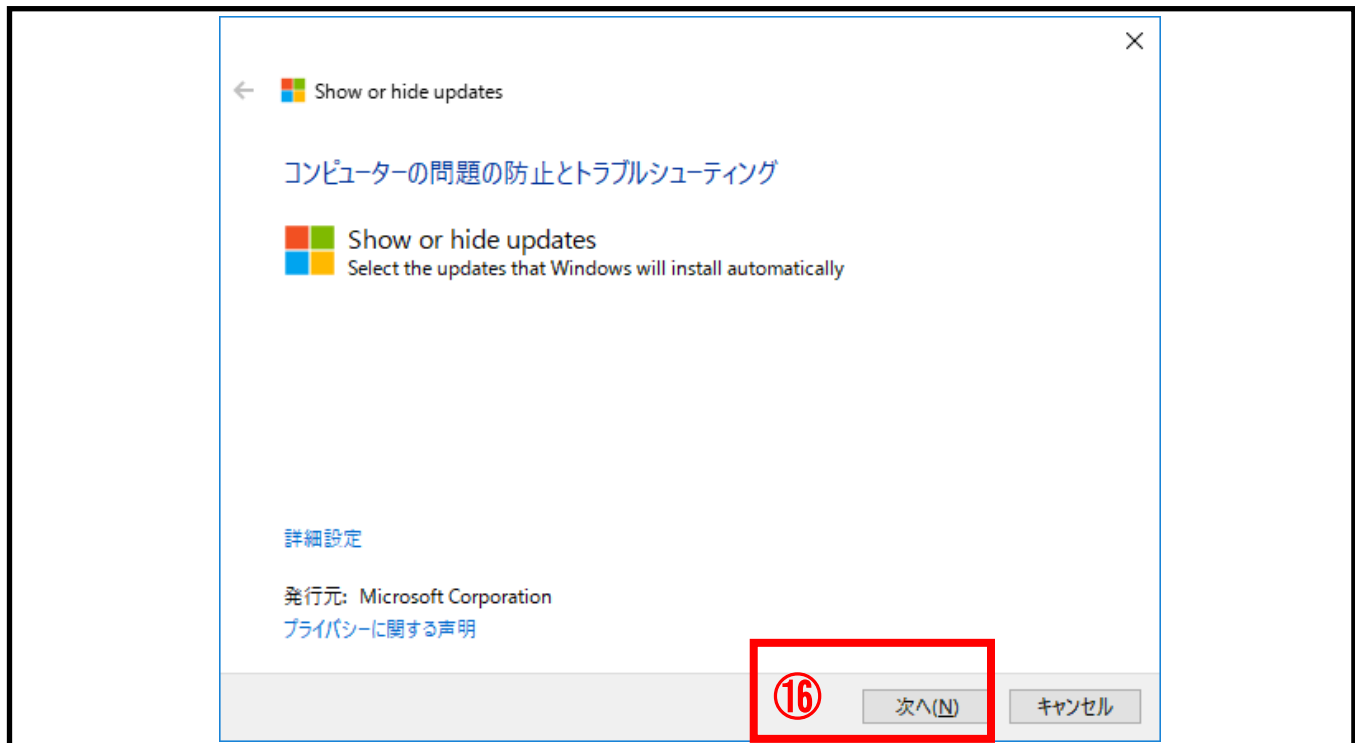 Show or hide updates
コンピューターの問題の防止とトラブルシューティング
Show or hide updates
Select the updates that Windows will install automatically
詳細設定
発行元: Microsoft Corporation
プライバシーに関する声明
⑯ 次へ(N) キャンセル